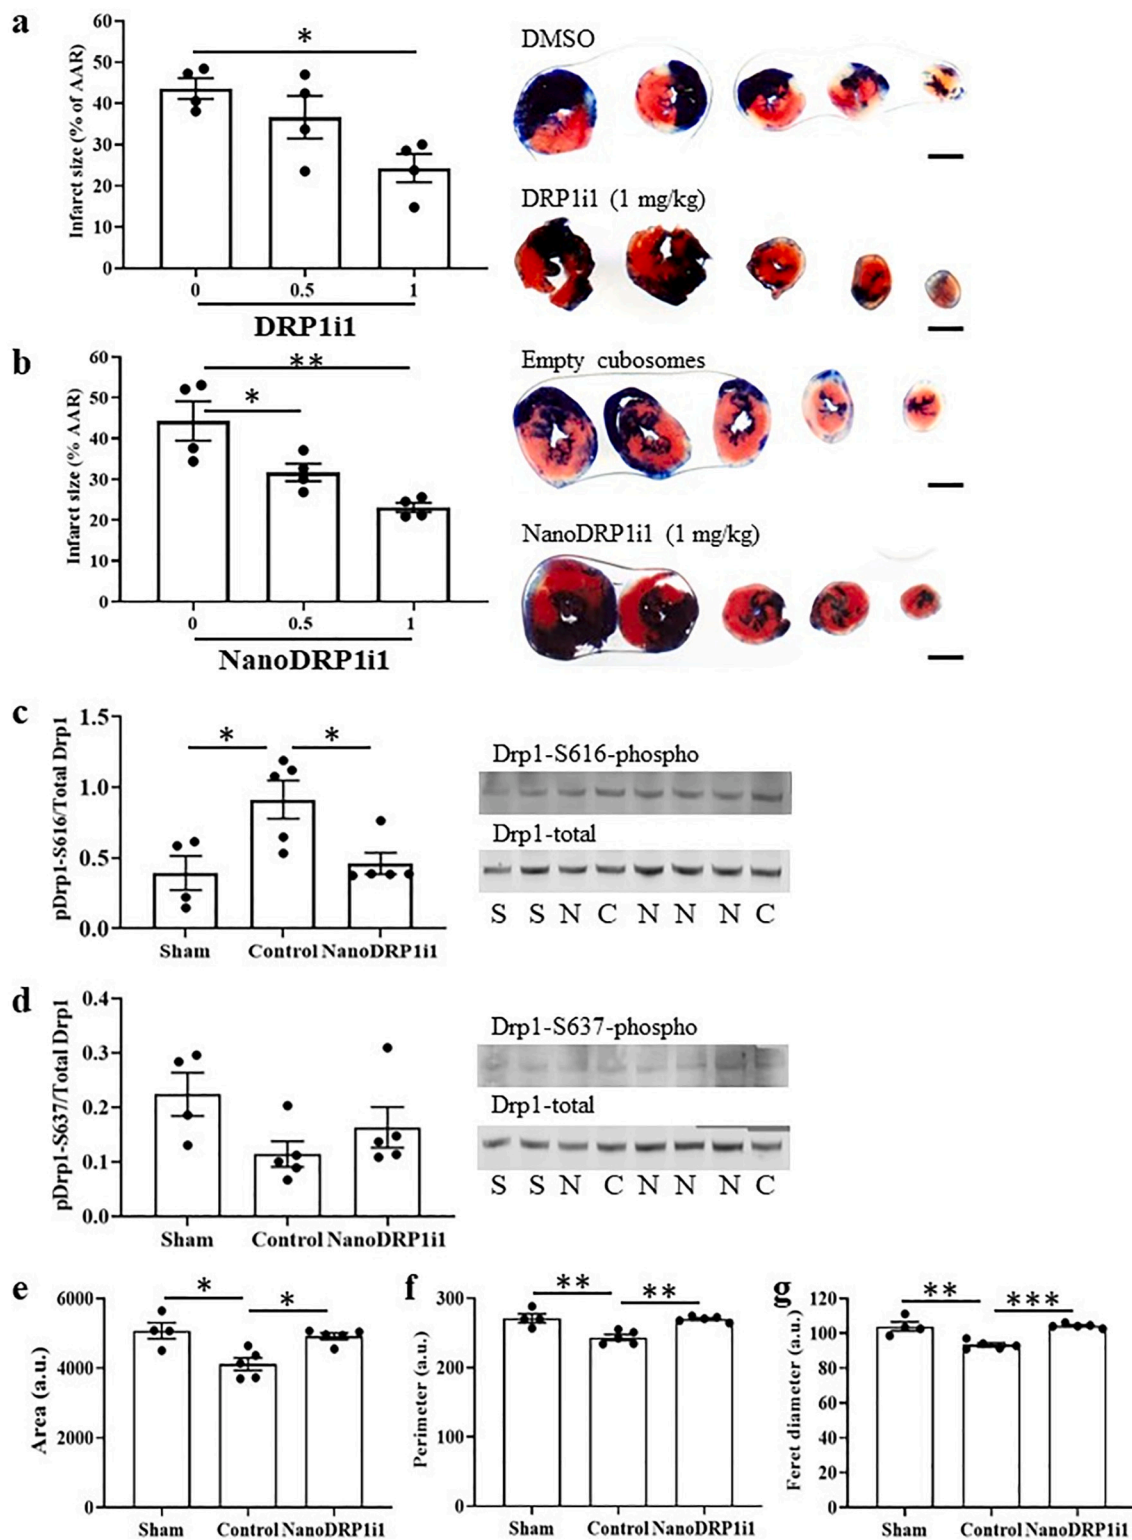 a
60
50
40
30
20
10
0
Infarct size (% of AAR)
*
0 0.5 1
DRP1i1
DMSO
DRP1i1 (1 mg/kg)
b
60
50
40
30
20
10
0
Infarct size (% AAR)
**
*
0 0.5 1
NanoDRP1i1
Empty cubosomes
NanoDRP1i1 (1 mg/kg)
c
1.5
1.0
0.5
0.0
pDrp1-S616/Total Drp1
* *
Sham Control NanoDRP1i1
Drp1-S616-phospho
Drp1-total
S S N C N N N C
d
0.4
0.3
0.2
0.1
0.0
pDrp1-S637/Total Drp1
Sham Control NanoDRP1i1
Drp1-S637-phospho
Drp1-total
S S N C N N N C
e
6000
4000
2000
0
Area (a.u.)
* *
Sham Control NanoDRP1i1
f
300
200
100
0
Perimeter (a.u.)
** **
Sham Control NanoDRP1i1
g
120
100
80
60
40
20
0
Feret diameter (a.u.)
** ***
Sham Control NanoDRP1i1